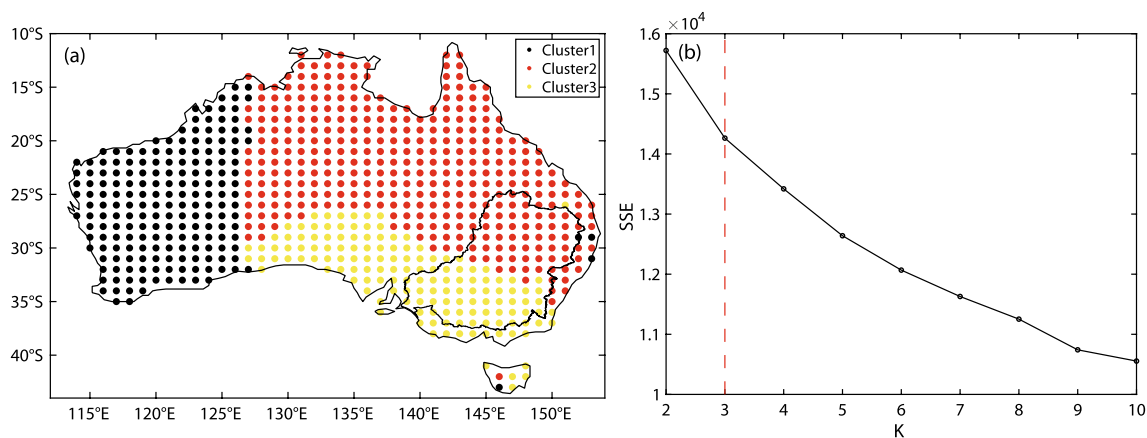 (a)
Cluster1
Cluster2
Cluster3
10°S
15°S
20°S
25°S
30°S
35°S
40°S
115°E 120°E 125°E 130°E 135°E 140°E 145°E 150°E
×10⁴
(b)
1.6
1.5
1.4
1.3
1.2
1.1
1
SSE
2 3 4 5 6 7 8 9 10
K